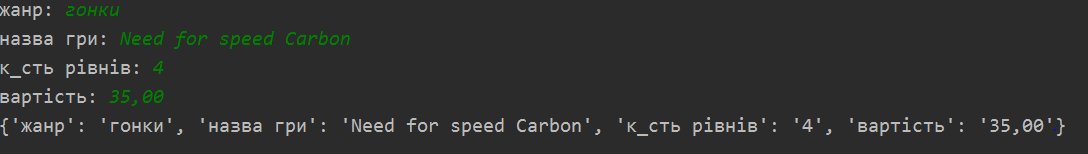 жанр: гонки
назва гри: Need for speed Carbon
к_сть рівнів: 4
вартість: 35,00
{'жанр': 'гонки', 'назва гри': 'Need for speed Carbon', 'к_сть рівнів': '4', 'вартість': '35,00'}